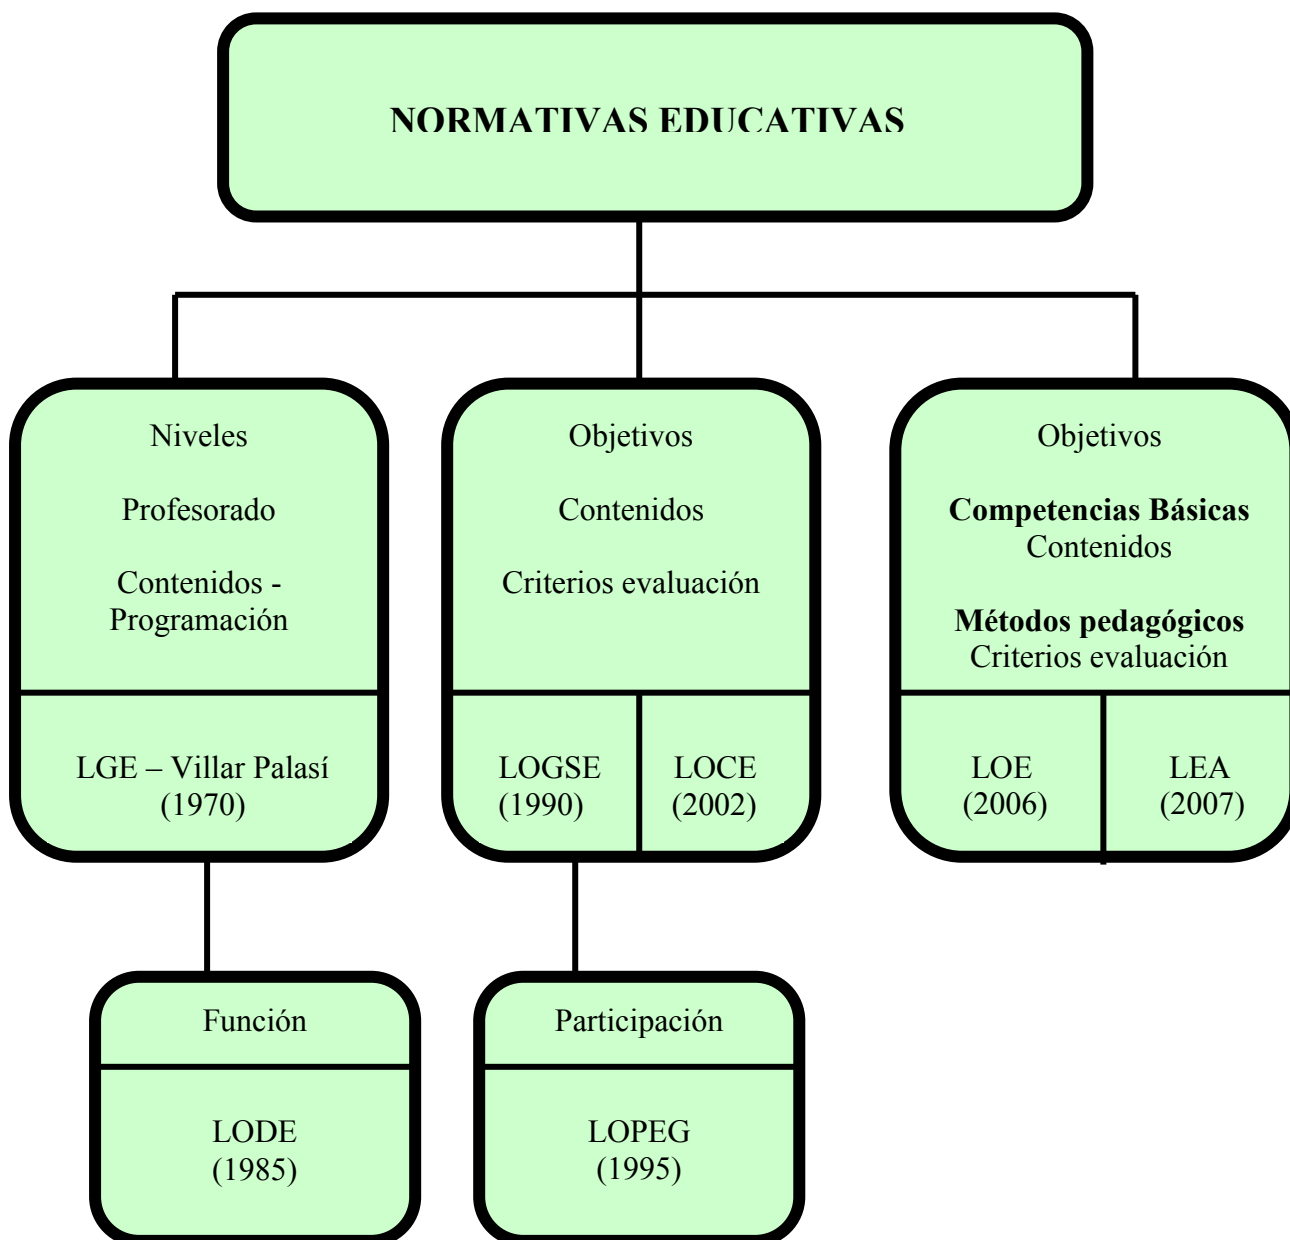 NORMATIVAS EDUCATIVAS
Niveles
Profesorado
Contenidos -
Programación
LGE – Villar Palasí
(1970)
Objetivos
Contenidos
Criterios evaluación
LOGSE
(1990)
LOCE
(2002)
Objetivos
Competencias Básicas
Contenidos
Métodos pedagógicos
Criterios evaluación
LOE
(2006)
LEA
(2007)
Función
LODE
(1985)
Participación
LOPEG
(1995)